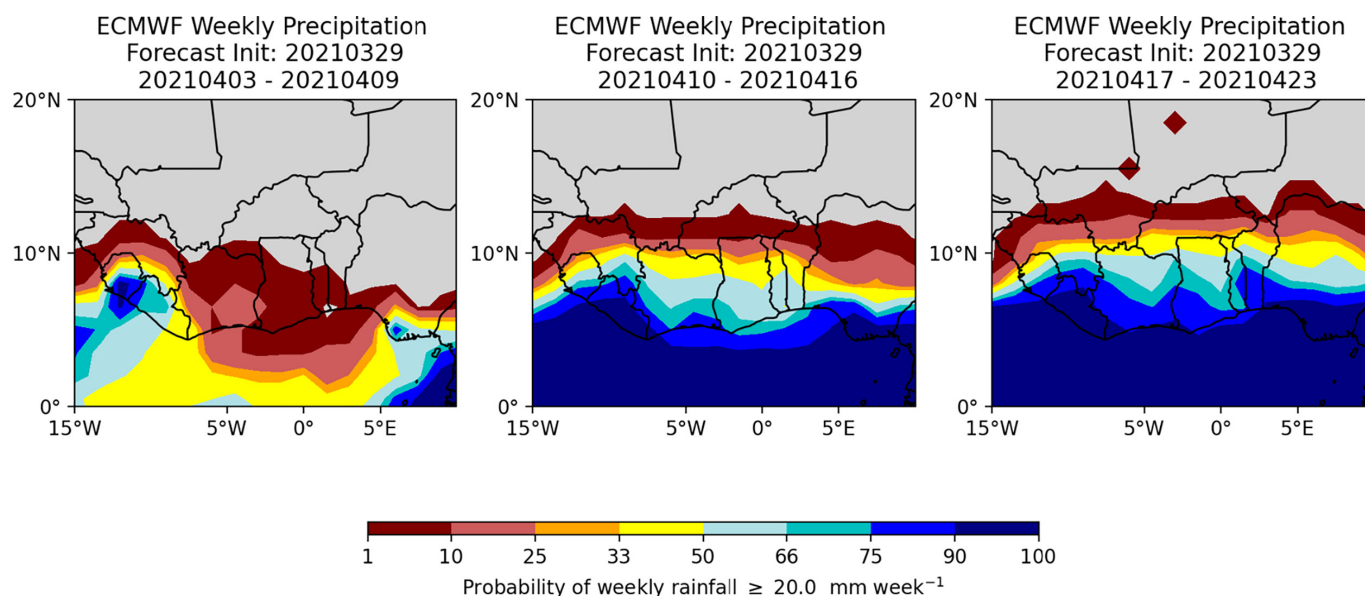 ECMWF Weekly Precipitation
Forecast Init: 20210329
20210403 - 20210409
ECMWF Weekly Precipitation
Forecast Init: 20210329
20210410 - 20210416
ECMWF Weekly Precipitation
Forecast Init: 20210329
20210417 - 20210423
20°N
10°N
0°
15°W
5°W
0°
5°E
20°N
10°N
0°
15°W
5°W
0°
5°E
20°N
10°N
0°
15°W
5°W
0°
5°E
1 10 25 33 50 66 75 90 100
Probability of weekly rainfall ≥ 20.0 mm week⁻¹